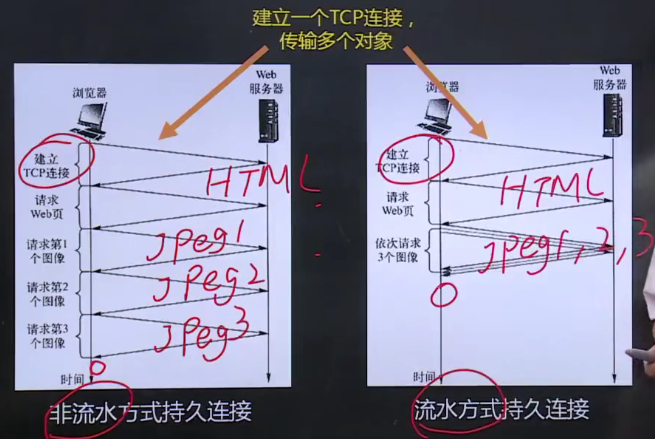 建立一个TCP连接，
传输多个对象
浏览器
Web
服务器
建立
TCP连接
HTML
请求
Web页
请求第1
个图像
jpeg1
请求第2
个图像
jpeg2
请求第3
个图像
jpeg3
时间
非流水方式持久连接
浏览器
Web
服务器
建立
TCP连接
HTML
请求
Web页
依次请求
3个图像
jpeg1,2,3
时间
流水方式持久连接